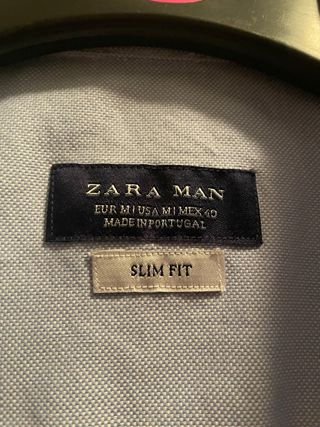 ZARA MAN
EUR M | USA M | MEX 40
MADE IN PORTUGAL
SLIM FIT